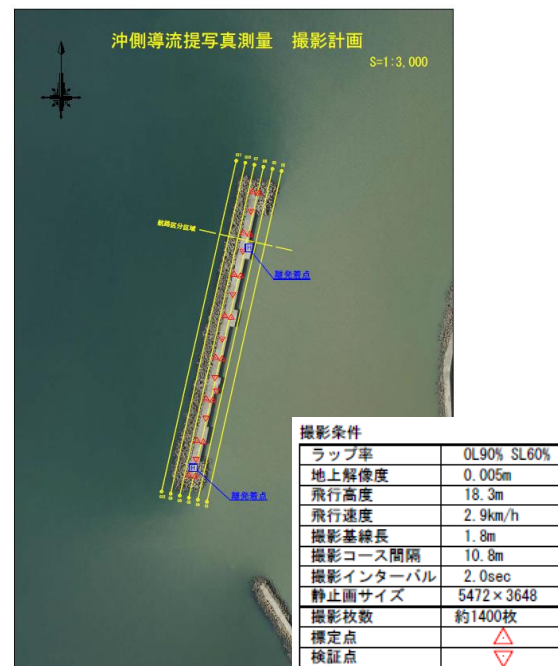 沖側導流提写真測量　撮影計画
S=1:3,000
航路区分区域
離発着点
離発着点
撮影条件
ラップ率 OL90% SL60%
地上解像度 0.005m
飛行高度 18.3m
飛行速度 2.9km/h
撮影基線長 1.8m
撮影コース間隔 10.8m
撮影インターバル 2.0sec
静止画サイズ 5472×3648
撮影枚数 約1400枚
標定点
検証点